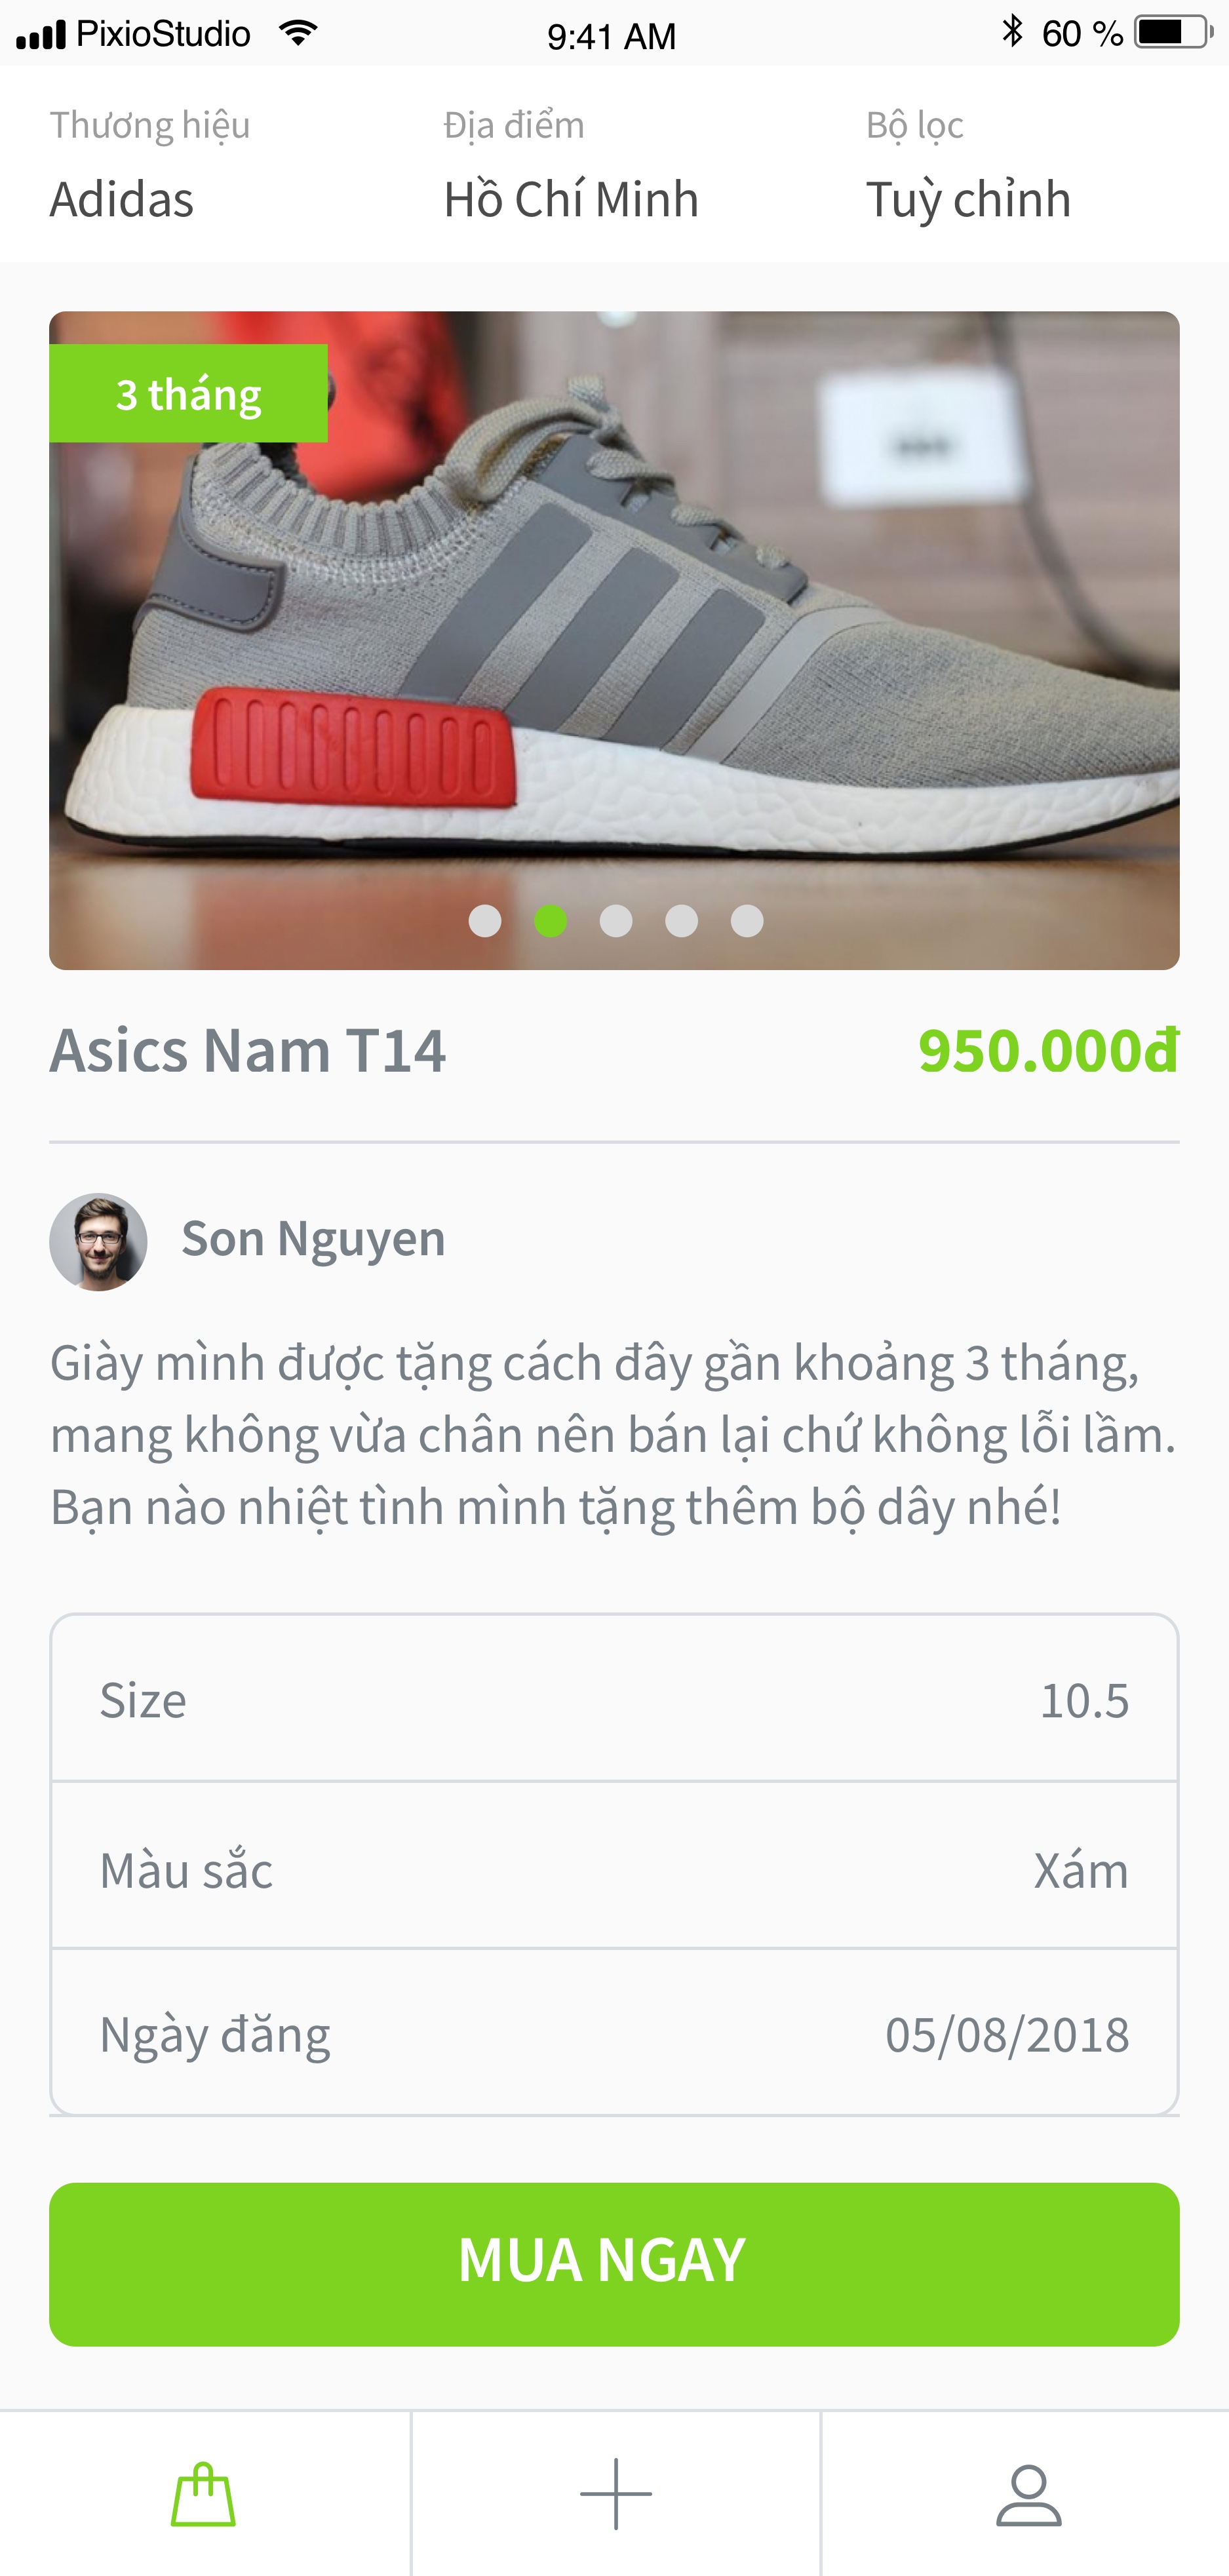 PixioStudio 9:41 AM 60 %
Thương hiệu Địa điểm Bộ lọc
Adidas Hồ Chí Minh Tuỳ chỉnh
3 tháng
Asics Nam T14 950.000đ
Son Nguyen
Giày mình được tặng cách đây gần khoảng 3 tháng,
mang không vừa chân nên bán lại chứ không lỗi lầm.
Bạn nào nhiệt tình mình tặng thêm bộ dây nhé!
Size 10.5
Màu sắc Xám
Ngày đăng 05/08/2018
MUA NGAY